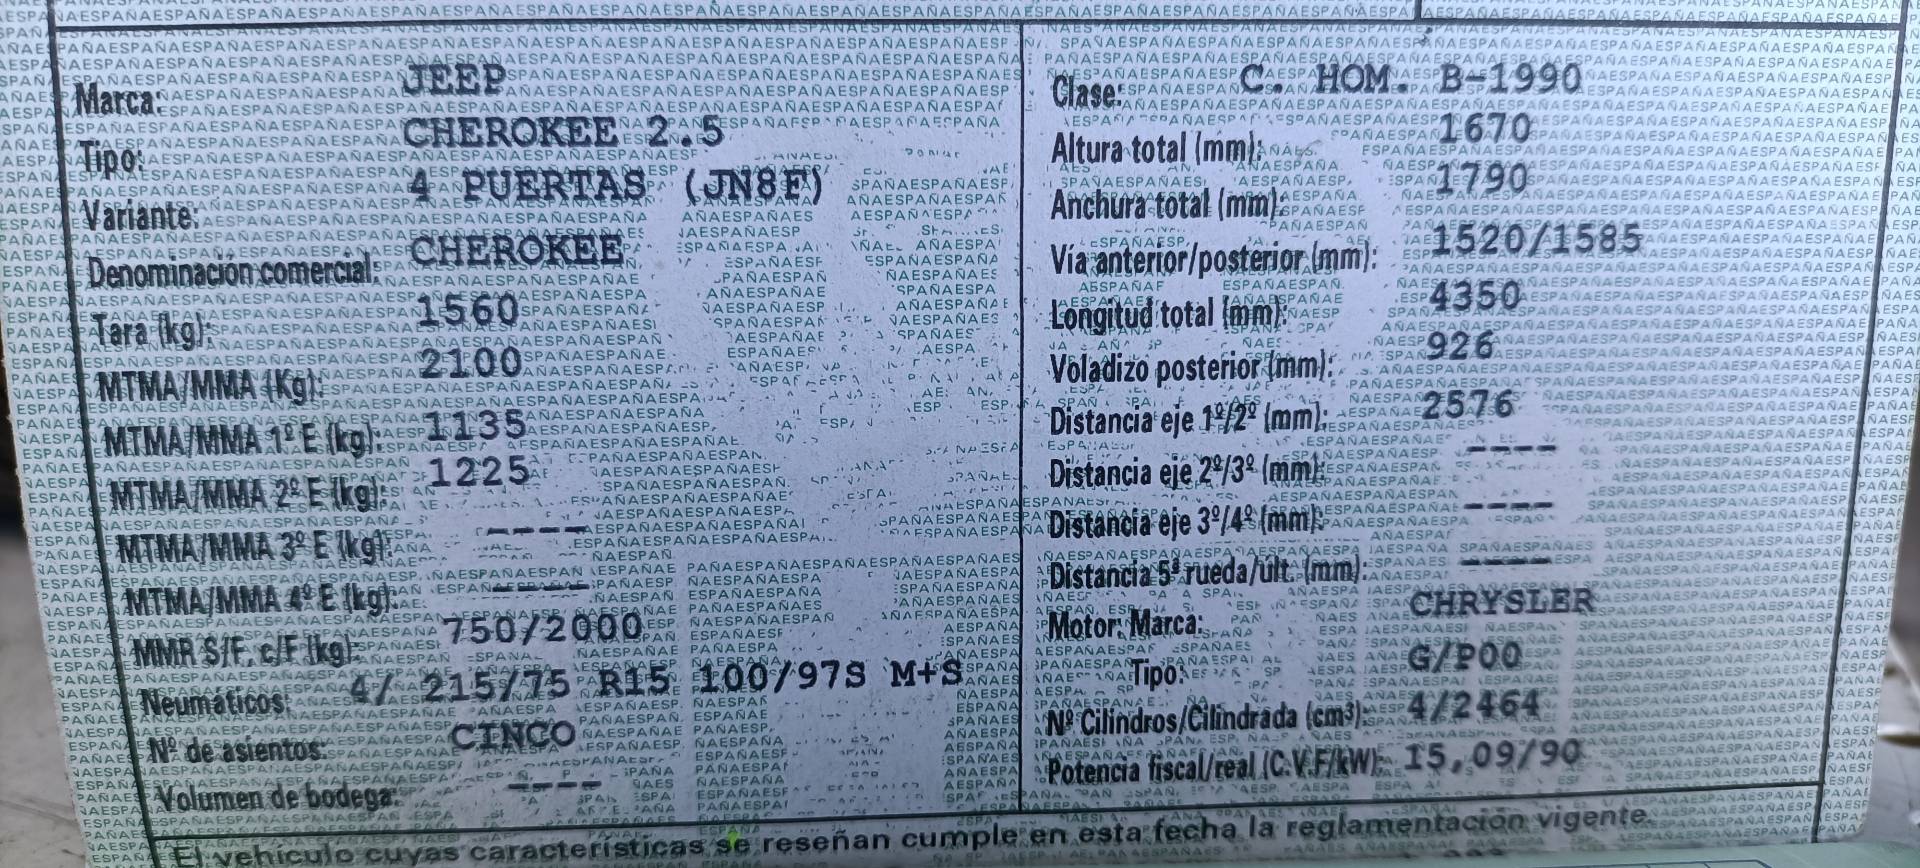 Marca: JEEP
Tipo: CHEROKEE 2.5
Variante: 4 PUERTAS (JN8E)
Denominación comercial: CHEROKEE
Tara (kg): 1560
MTMA/MMA (Kg): 2100
MTMA/MMA 1º E (kg): 1135
MTMA/MMA 2º E (kg): 1225
MTMA/MMA 3º E (kg): ----
MTMA/MMA 4º E (kg): ----
MMR S/F, c/F (kg): 750/2000
Neumáticos: 4/ 215/75 R15 100/97S M+S
Nº de asientos: CINCO
Volumen de bodega: ----
Clase: C. HOM. B-1990
Altura total (mm): 1670
Anchura total (mm): 1790
Vía anterior/posterior (mm): 1520/1585
Longitud total (mm): 4350
Voladizo posterior (mm): 926
Distancia eje 1º/2º (mm): 2576
Distancia eje 2º/3º (mm): ----
Distancia eje 3º/4º (mm): ----
Distancia 5ª rueda/últ. (mm): ----
Motor: Marca: CHRYSLER
Tipo: G/P00
Nº Cilindros/Cilindrada (cm³): 4/2464
Potencia fiscal/real (C.V.F/kW): 15,09/90
El vehículo cuyas características se reseñan cumple en esta fecha la reglamentación vigente